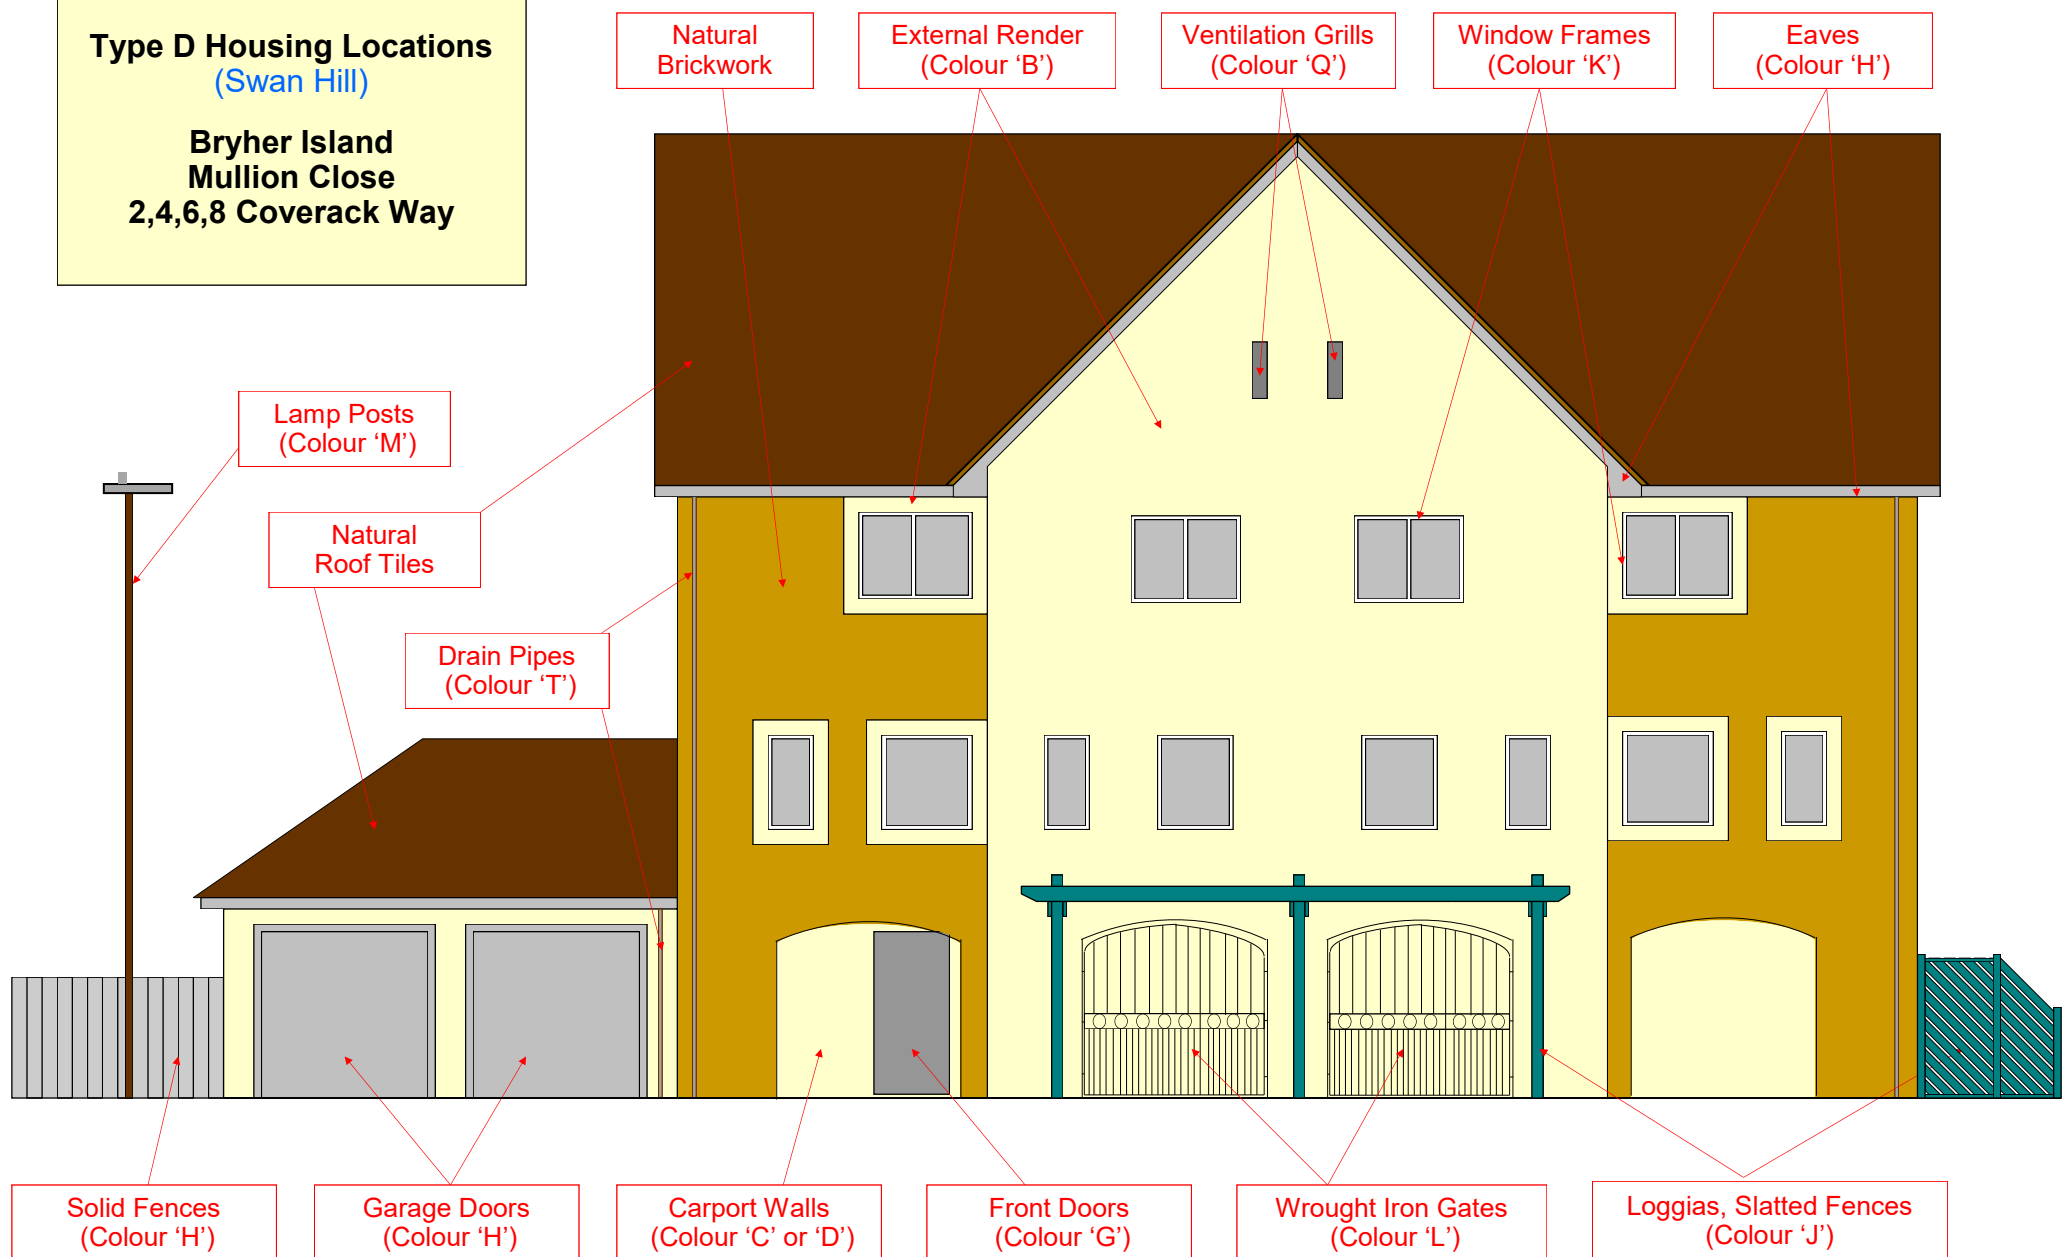 Type D Housing Locations
(Swan Hill)
Bryher Island
Mullion Close
2,4,6,8 Coverack Way
Natural
Brickwork
External Render
(Colour ‘B’)
Ventilation Grills
(Colour ‘Q’)
Window Frames
(Colour ‘K’)
Eaves
(Colour ‘H’)
Lamp Posts
(Colour ‘M’)
Natural
Roof Tiles
Drain Pipes
(Colour ‘T’)
Solid Fences
(Colour ‘H’)
Garage Doors
(Colour ‘H’)
Carport Walls
(Colour ‘C’ or ‘D’)
Front Doors
(Colour ‘G’)
Wrought Iron Gates
(Colour ‘L’)
Loggias, Slatted Fences
(Colour ‘J’)